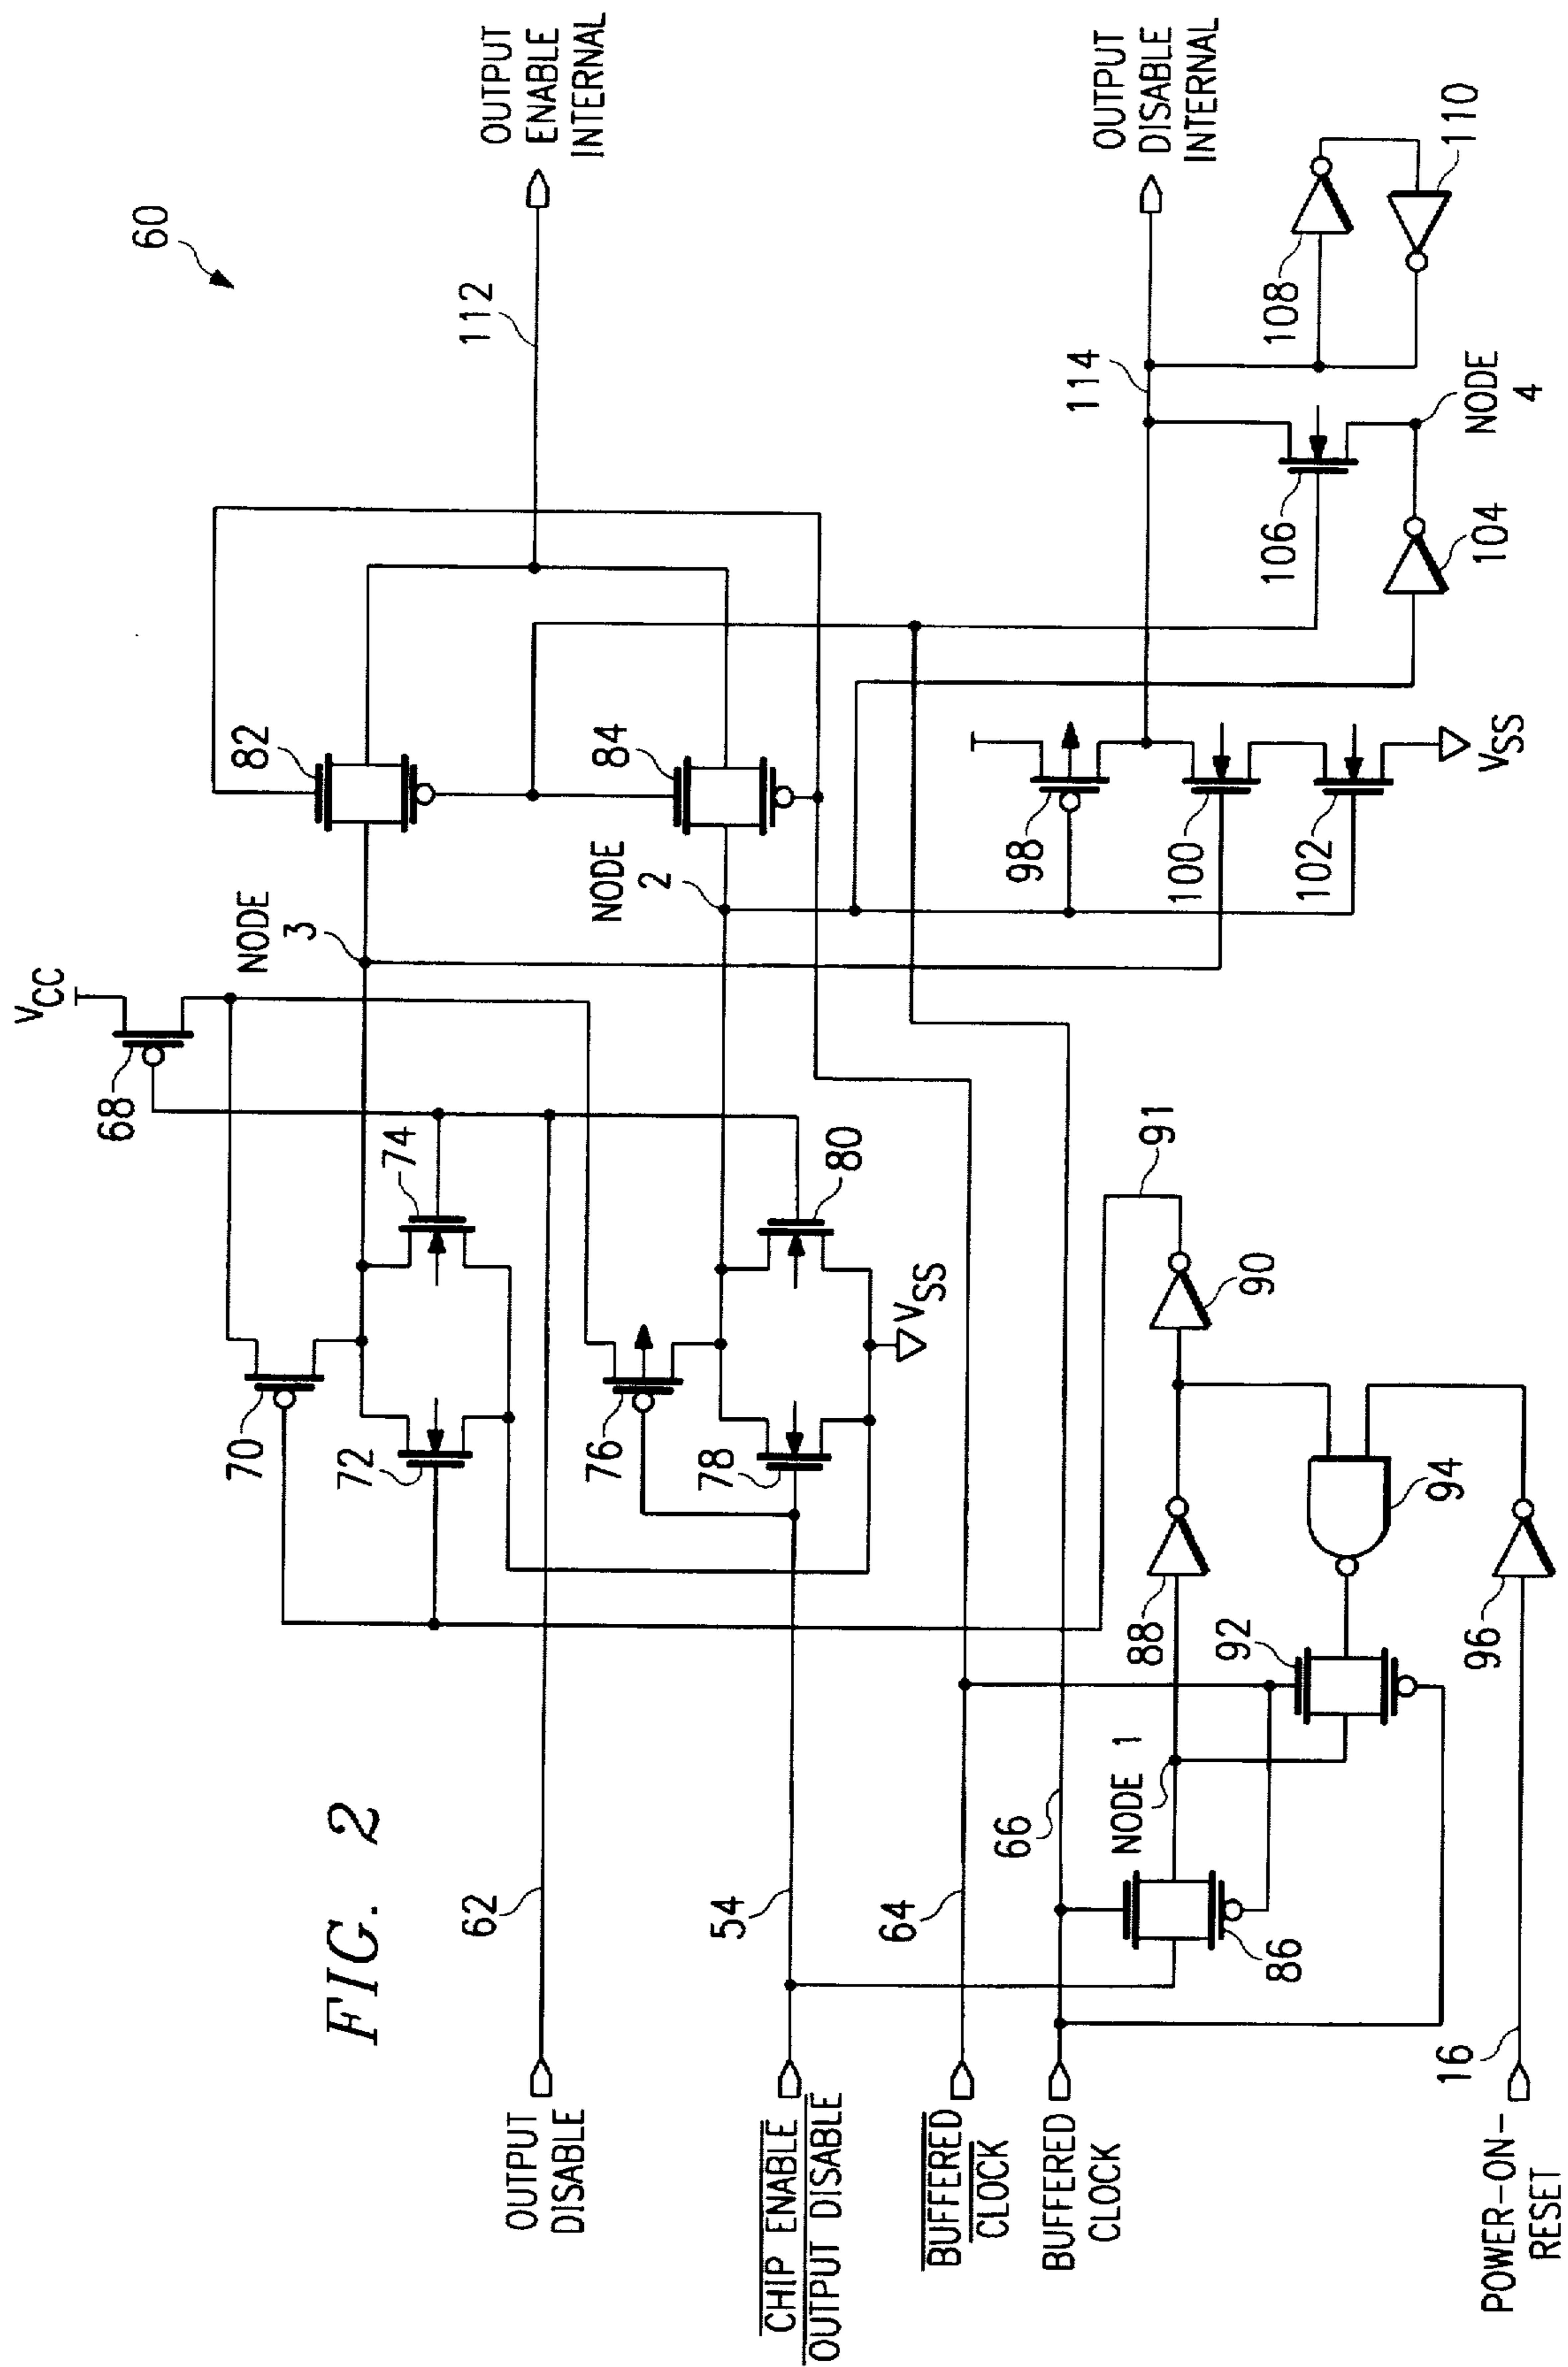 FIG. 2
60
OUTPUT
DISABLE
62
CHIP ENABLE
OUTPUT DISABLE
54
BUFFERED
CLOCK
64
BUFFERED
CLOCK
66
POWER-ON-
RESET
16
VCC
68
70
72
74
76
78
80
VSS
NODE
3
NODE
2
82
84
112
OUTPUT
ENABLE
INTERNAL
86
NODE 1
88
90
91
92
94
96
98
100
102
VSS
104
106
NODE
4
108
110
114
OUTPUT
DISABLE
INTERNAL